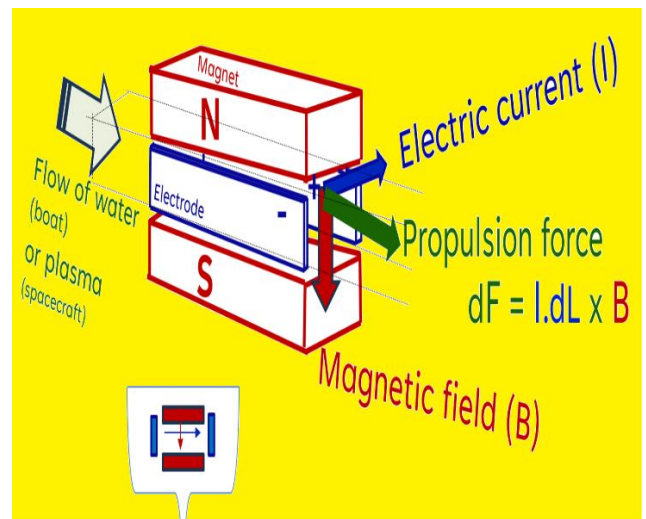 Magnet
N
Electric current (I)
Flow of water
(boat)
or plasma
(spacecraft)
Electrode
+
-
Propulsion force
dF = I.dL x B
S
Magnetic field (B)